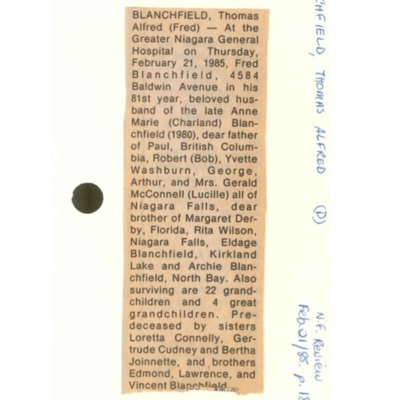 BLANCHFIELD, Thomas
Alfred (Fred) — At the
Greater Niagara General
Hospital on Thursday,
February 21, 1985, Fred
Blanchfield, 4584
Baldwin Avenue in his
81st year, beloved hus-
band of the late Anne
Marie (Charland) Blan-
chfield (1980), dear father
of Paul, British Colum-
bia, Robert (Bob), Yvette
Washburn, George,
Arthur, and Mrs. Gerald
McConnell (Lucille) all of
Niagara Falls, dear
brother of Margaret Der-
by, Florida, Rita Wilson,
Niagara Falls, Eldage
Blanchfield, Kirkland
Lake and Archie Blan-
chfield, North Bay. Also
surviving are 22 grand-
children and 4 great
grandchildren. Pre-
deceased by sisters
Loretta Connelly, Ger-
trude Cudney and Bertha
Joinnette, and brothers
Edmond, Lawrence, and
Vincent Blanchfield.
CHFIELD, THOMAS ALFRED (D)
N.F. Review
Feb. 21/85. p. 18